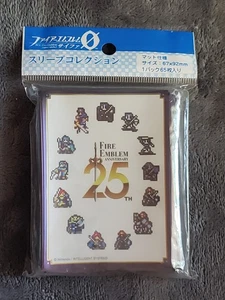 ファイアーエムブレム0
サイファ
スリーブコレクション
マット仕様
サイズ:67x92mm
1パック65枚入り
FIRE
EMBLEM
ANNIVERSARY
25TH